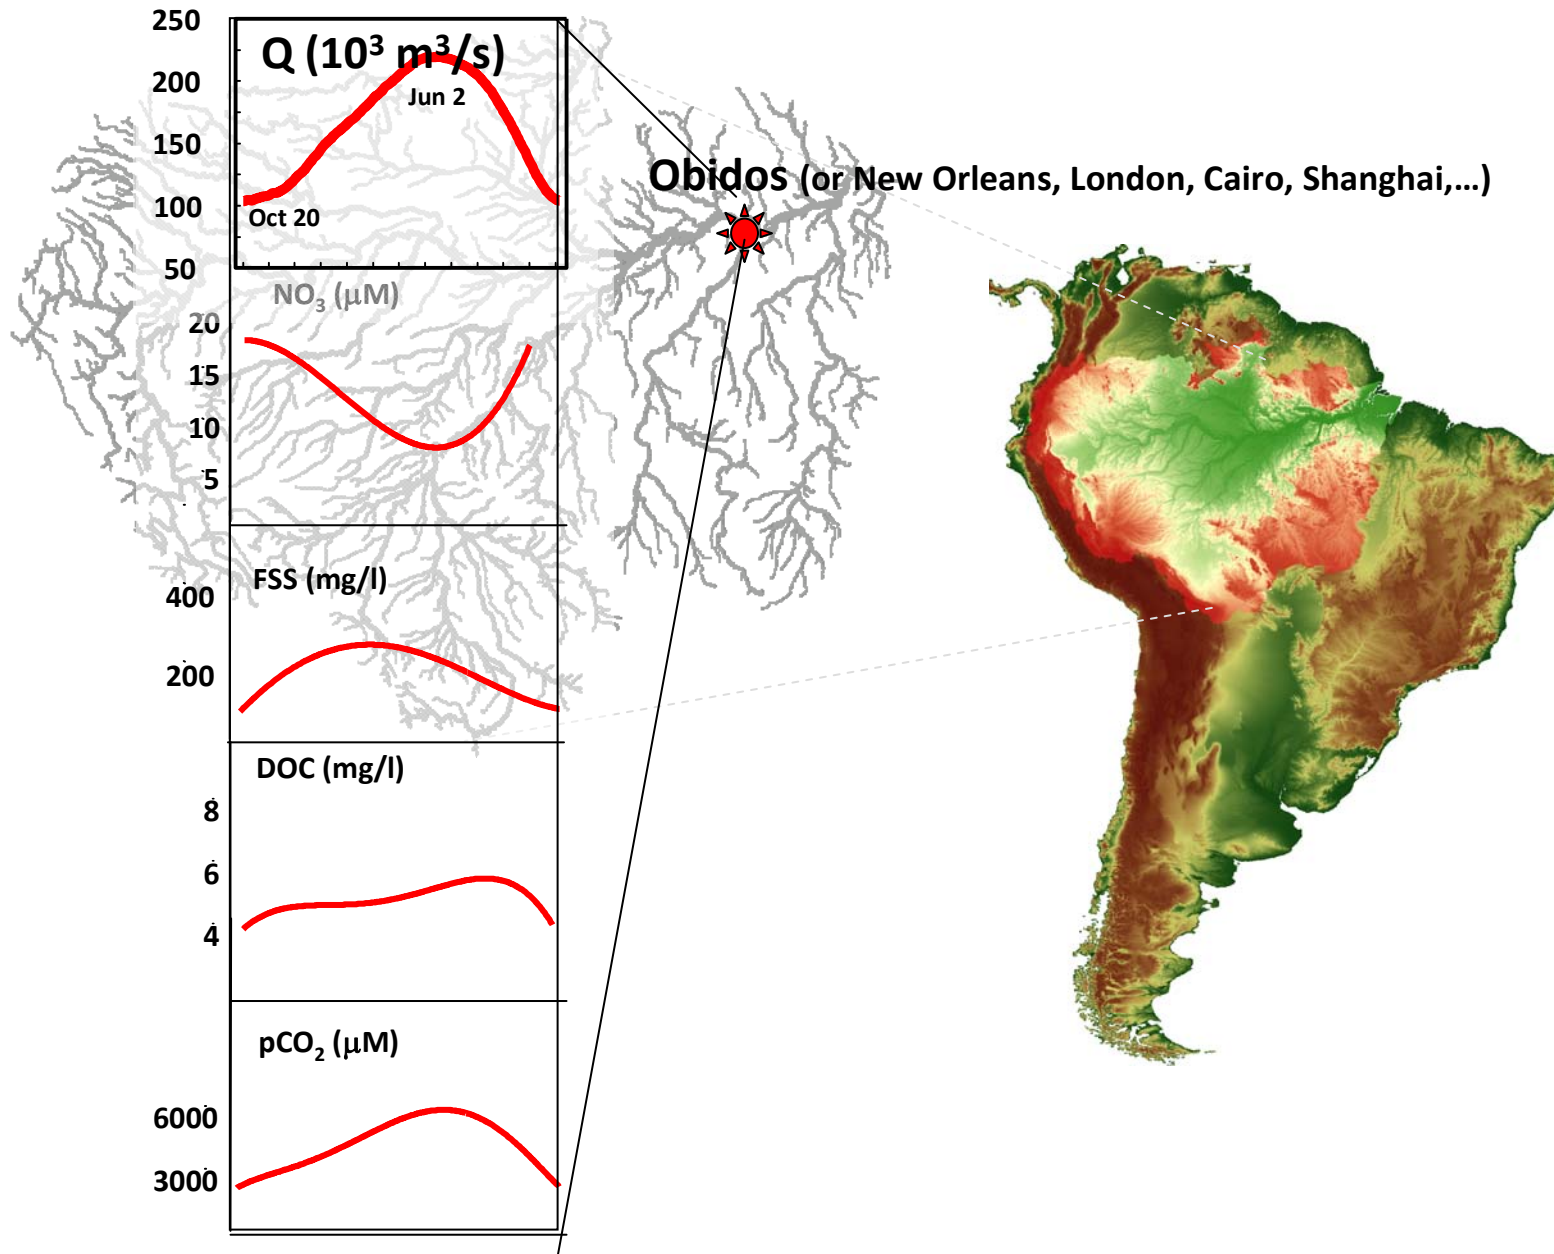 250
Q (10³ m³/s)
200
Jun 2
150
Obidos (or New Orleans, London, Cairo, Shanghai,...)
100
Oct 20
50
NO₃ (μM)
20
15
10
5
FSS (mg/l)
400
200
DOC (mg/l)
8
6
4
pCO₂ (μM)
6000
3000